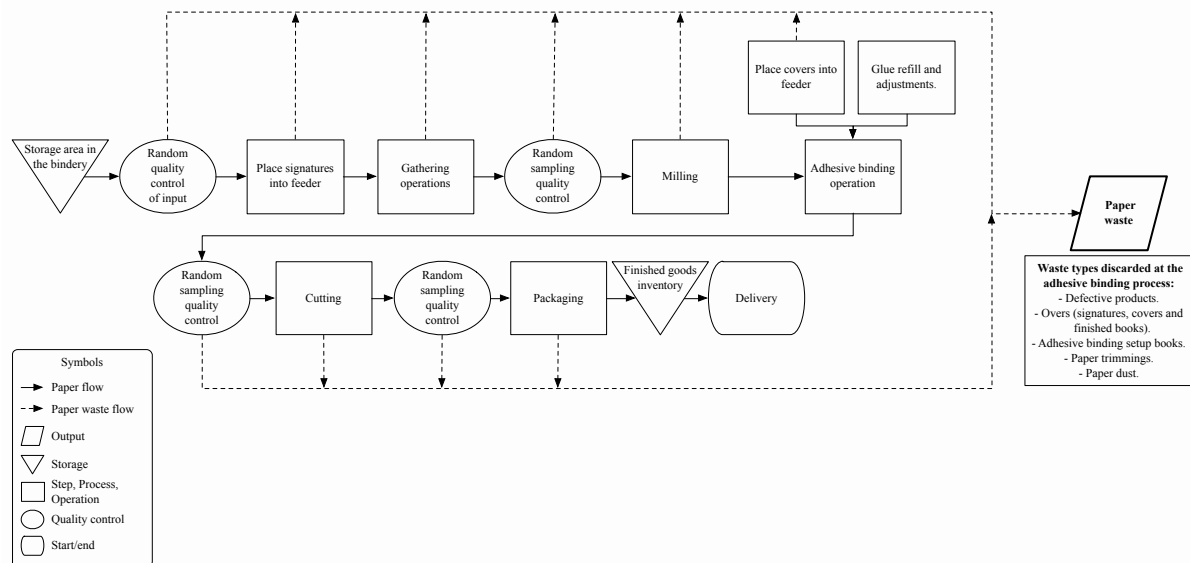 Place covers into
feeder
Glue refill and
adjustments.
Storage area in
the bindery
Random
quality
control
of input
Place signatures
into feeder
Gathering
operations
Random
sampling
quality
control
Milling
Adhesive binding
operation
Paper
waste
Random
sampling
quality
control
Cutting
Random
sampling
quality
control
Packaging
Finished goods
inventory
Delivery
Waste types discarded at the
adhesive binding process:
- Defective products.
- Overs (signatures, covers and
finished books).
- Adhesive binding setup books.
- Paper trimmings.
- Paper dust.
Symbols
Paper flow
Paper waste flow
Output
Storage
Step, Process,
Operation
Quality control
Start/end